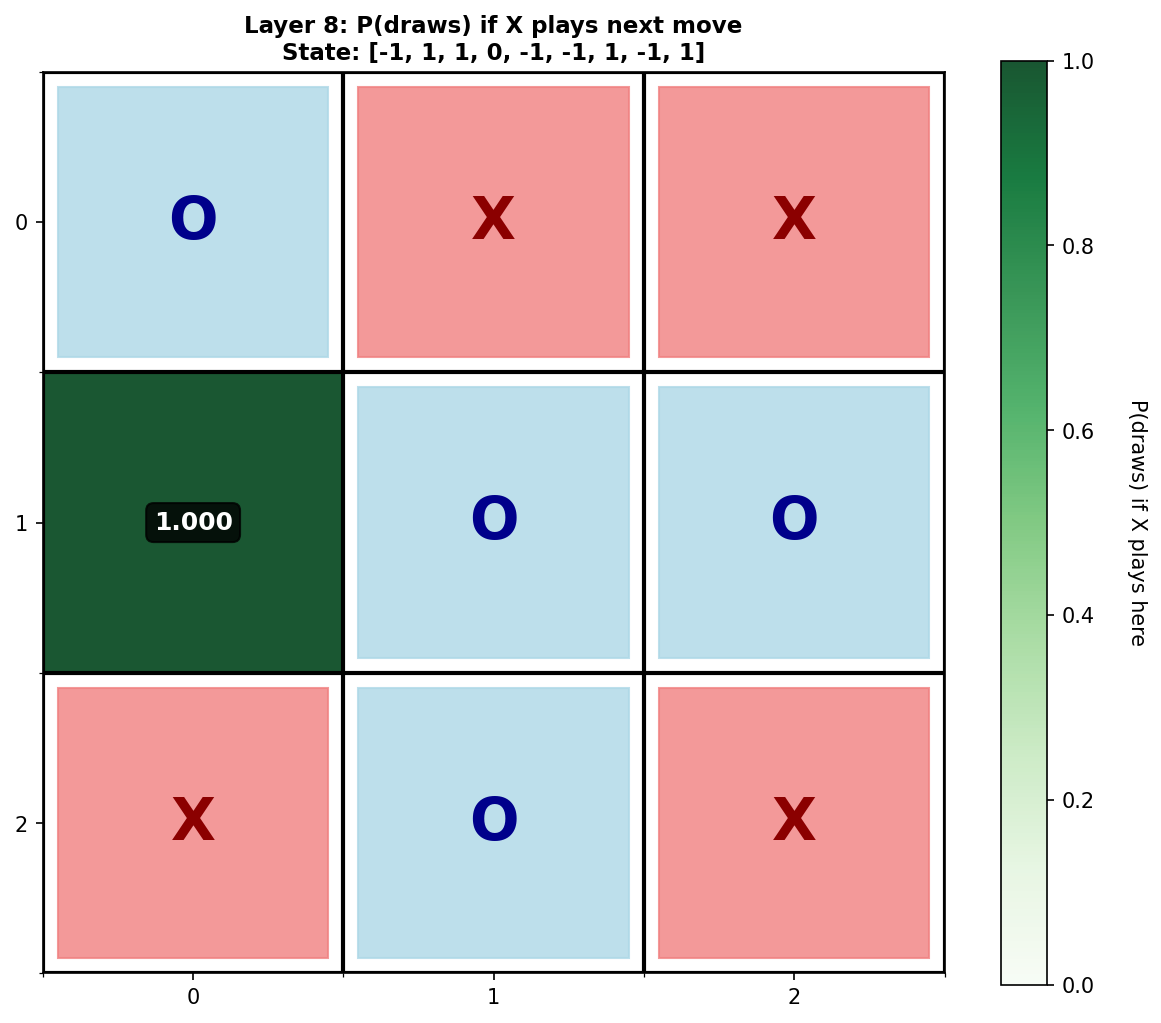 Layer 8: P(draws) if X plays next move
State: [-1, 1, 1, 0, -1, -1, 1, -1, 1]
0
O
X
X
1
1.000
O
O
2
X
O
X
0
1
2
1.0
0.8
0.6
0.4
0.2
0.0
P(draws) if X plays here